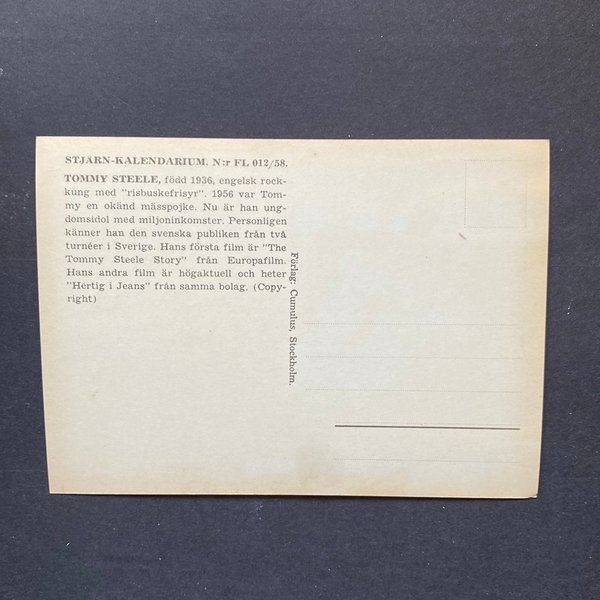 STJÄRN-KALENDARIUM. N:r FL 012/58.
TOMMY STEELE, född 1936, engelsk rock-
kung med "risbuskefrisyr". 1956 var Tom-
my en okänd mässpojke. Nu är han ung-
domsidol med miljoninkomster. Personligen
känner han den svenska publiken från två
turnéer i Sverige. Hans första film är "The
Tommy Steele Story" från Europafilm.
Hans andra film är högaktuell och heter
"Hertig i Jeans" från samma bolag. (Copy-
right)
Förlag: Cumulus, Stockholm.